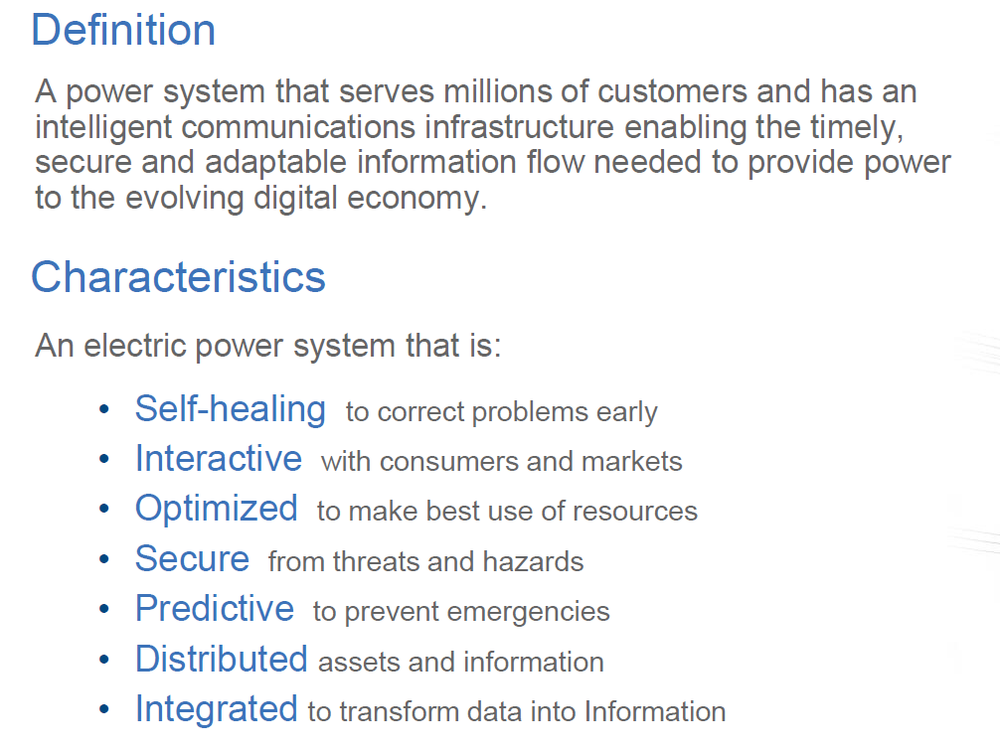 Definition
A power system that serves millions of customers and has an
intelligent communications infrastructure enabling the timely,
secure and adaptable information flow needed to provide power
to the evolving digital economy.
Characteristics
An electric power system that is:
• Self-healing to correct problems early
• Interactive with consumers and markets
• Optimized to make best use of resources
• Secure from threats and hazards
• Predictive to prevent emergencies
• Distributed assets and information
• Integrated to transform data into Information